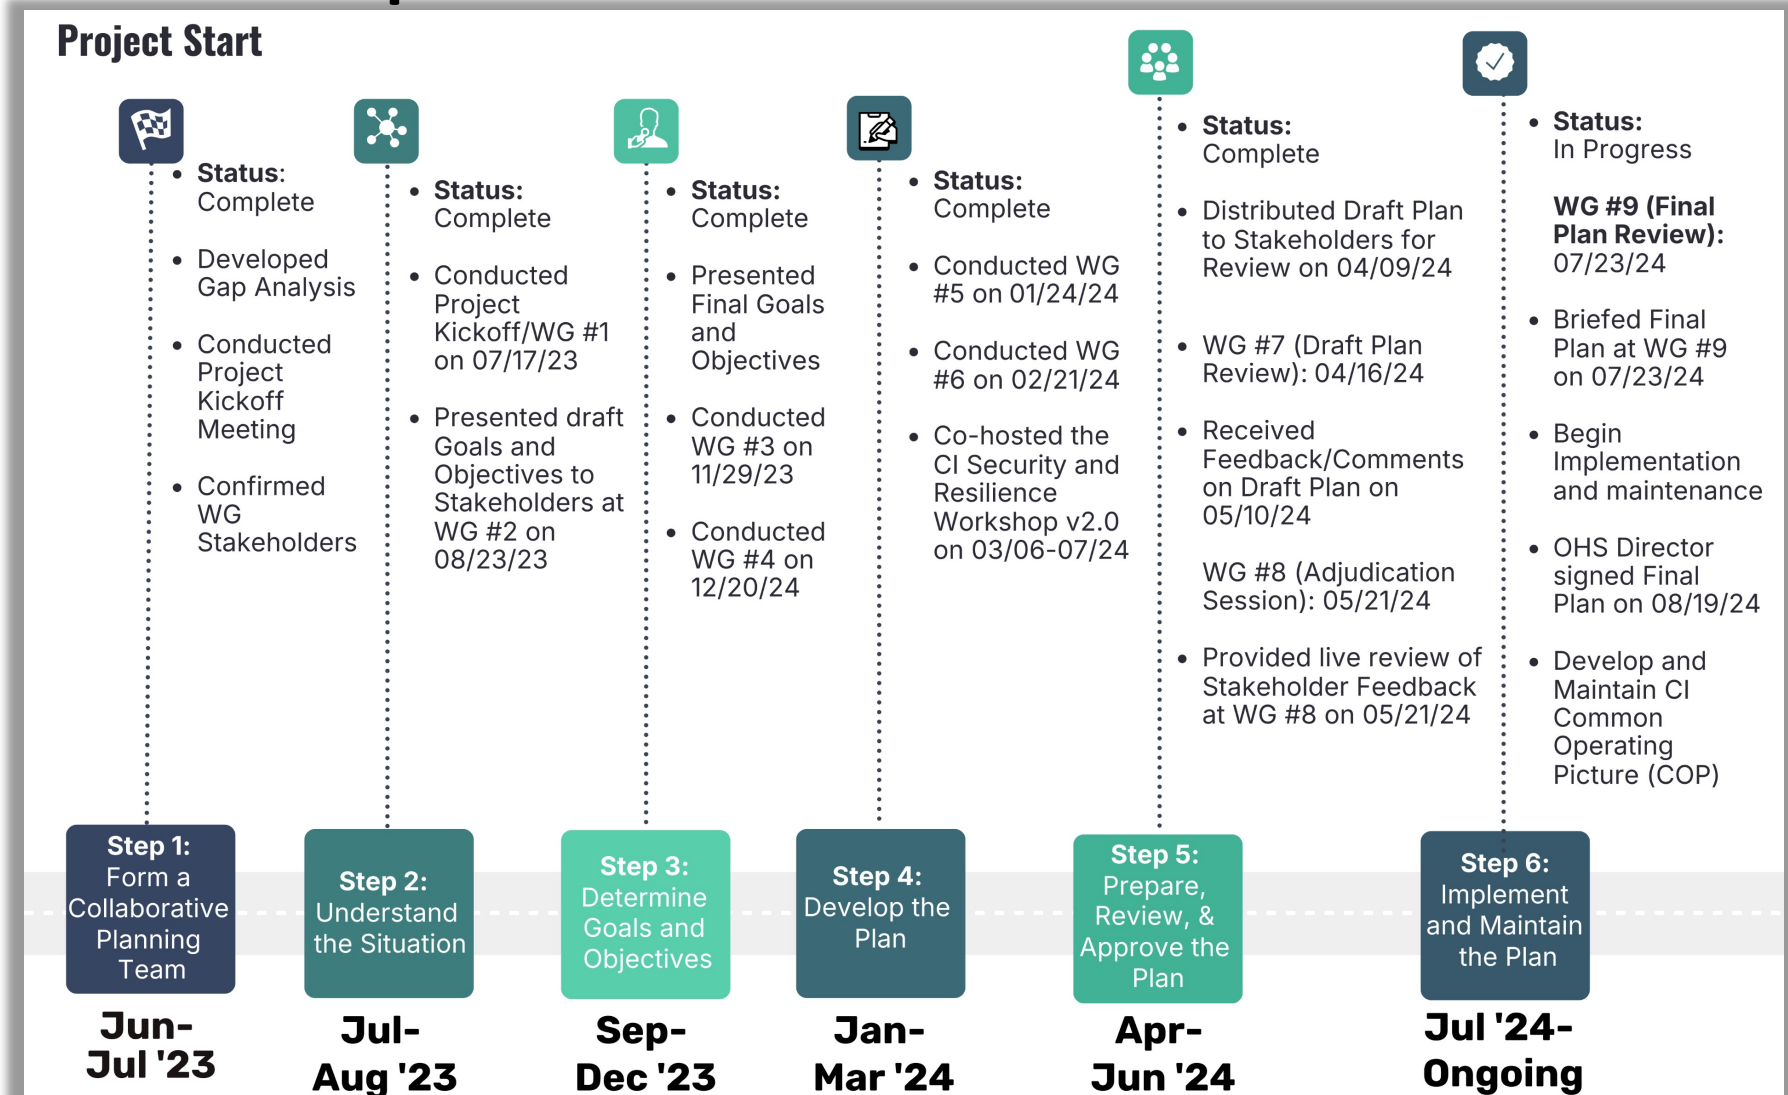 Project Start
• Status:
Complete
• Developed
Gap Analysis
• Conducted
Project
Kickoff
Meeting
• Confirmed
WG
Stakeholders
• Status:
Complete
• Conducted
Project
Kickoff/WG #1
on 07/17/23
• Presented draft
Goals and
Objectives to
Stakeholders at
WG #2 on
08/23/23
• Status:
Complete
• Presented
Final Goals
and
Objectives
• Conducted
WG #3 on
11/29/23
• Conducted
WG #4 on
12/20/24
• Status:
Complete
• Conducted WG
#5 on 01/24/24
• Conducted WG
#6 on 02/21/24
• Co-hosted the
CI Security and
Resilience
Workshop v2.0
on 03/06-07/24
• Status:
Complete
• Distributed Draft Plan
to Stakeholders for
Review on 04/09/24
• WG #7 (Draft Plan
Review): 04/16/24
• Received
Feedback/Comments
on Draft Plan on
05/10/24
WG #8 (Adjudication
Session): 05/21/24
• Provided live review of
Stakeholder Feedback
at WG #8 on 05/21/24
• Status:
In Progress
WG #9 (Final
Plan Review):
07/23/24
• Briefed Final
Plan at WG #9
on 07/23/24
• Begin
Implementation
and maintenance
• OHS Director
signed Final
Plan on 08/19/24
• Develop and
Maintain CI
Common
Operating
Picture (COP)
Step 1:
Form a
Collaborative
Planning
Team
Step 2:
Understand
the Situation
Step 3:
Determine
Goals and
Objectives
Step 4:
Develop the
Plan
Step 5:
Prepare,
Review, &
Approve the
Plan
Step 6:
Implement
and Maintain
the Plan
Jun-
Jul '23
Jul-
Aug '23
Sep-
Dec '23
Jan-
Mar '24
Apr-
Jun '24
Jul '24-
Ongoing